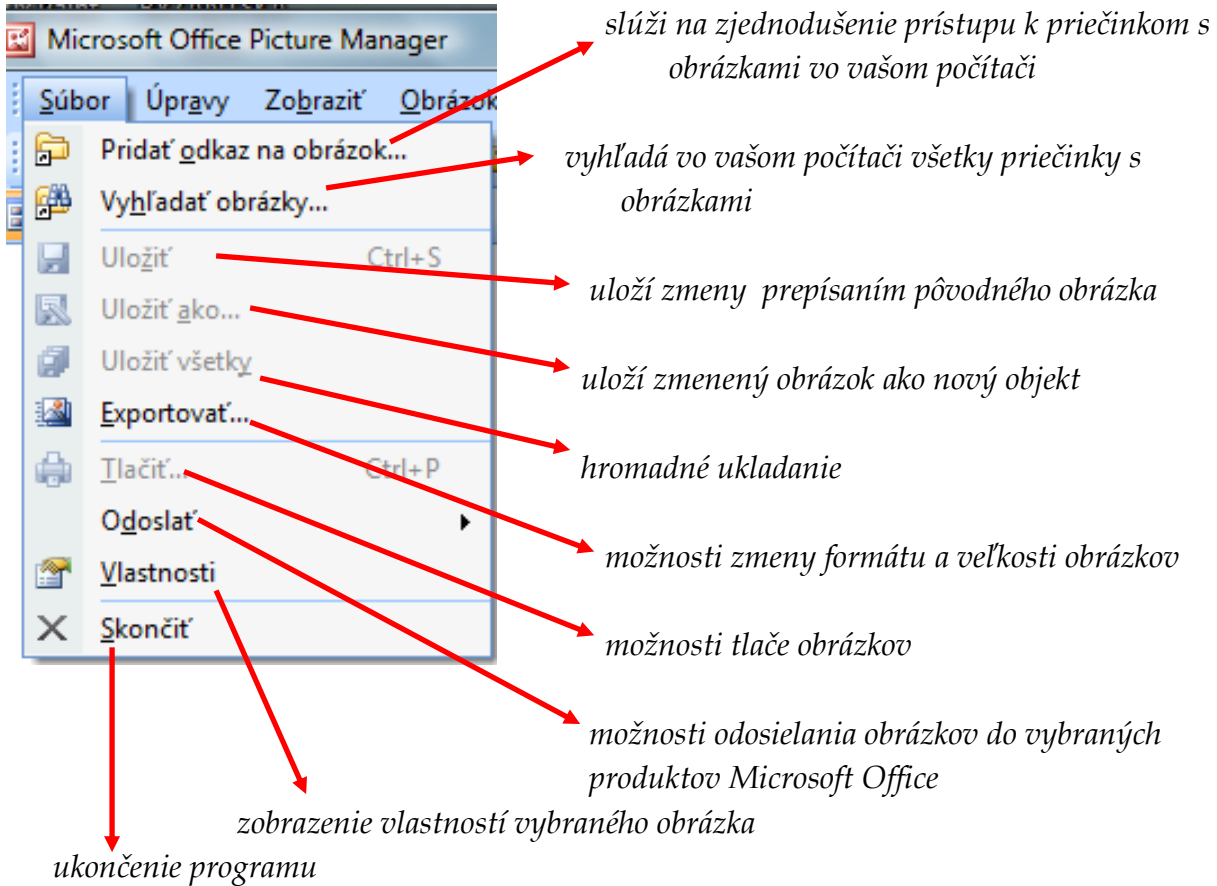 Microsoft Office Picture Manager
Súbor Úpravy Zobraziť Obrázok
Pridať odkaz na obrázok...
Vyhľadať obrázky...
Uložiť Ctrl+S
Uložiť ako...
Uložiť všetky
Exportovať...
Tlačiť... Ctrl+P
Odoslať
Vlastnosti
Skončiť
slúži na zjednodušenie prístupu k priečinkom s
obrázkami vo vašom počítači
vyhľadá vo vašom počítači všetky priečinky s
obrázkami
uloží zmeny prepísaním pôvodného obrázka
uloží zmenený obrázok ako nový objekt
hromadné ukladanie
možnosti zmeny formátu a veľkosti obrázkov
možnosti tlače obrázkov
možnosti odosielania obrázkov do vybraných
produktov Microsoft Office
zobrazenie vlastností vybraného obrázka
ukončenie programu